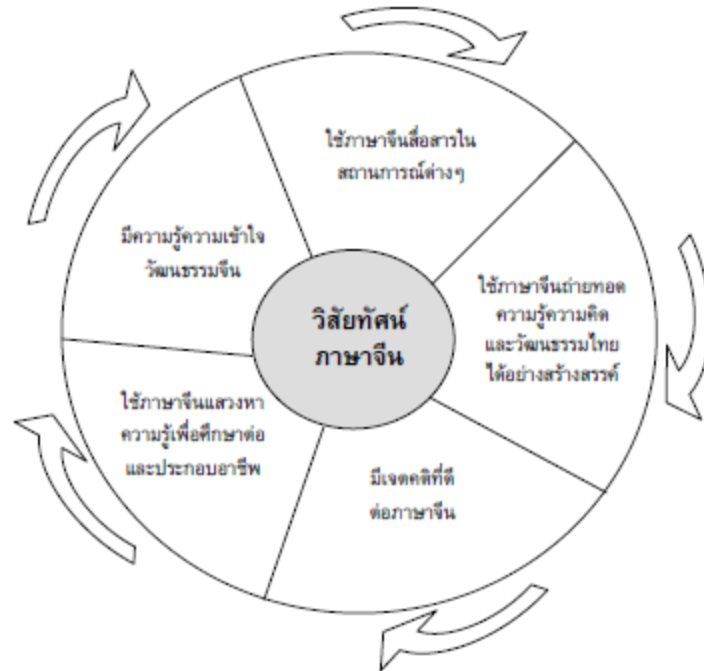 ใช้ภาษาจีนสื่อสารใน
สถานการณ์ต่างๆ
มีความรู้ความเข้าใจ
วัฒนธรรมจีน
วิสัยทัศน์
ภาษาจีน
ใช้ภาษาจีนถ่ายทอด
ความรู้ความคิด
และวัฒนธรรมไทย
ได้อย่างสร้างสรรค์
ใช้ภาษาจีนแสวงหา
ความรู้เพื่อศึกษาต่อ
และประกอบอาชีพ
มีเจตคติที่ดี
ต่อภาษาจีน